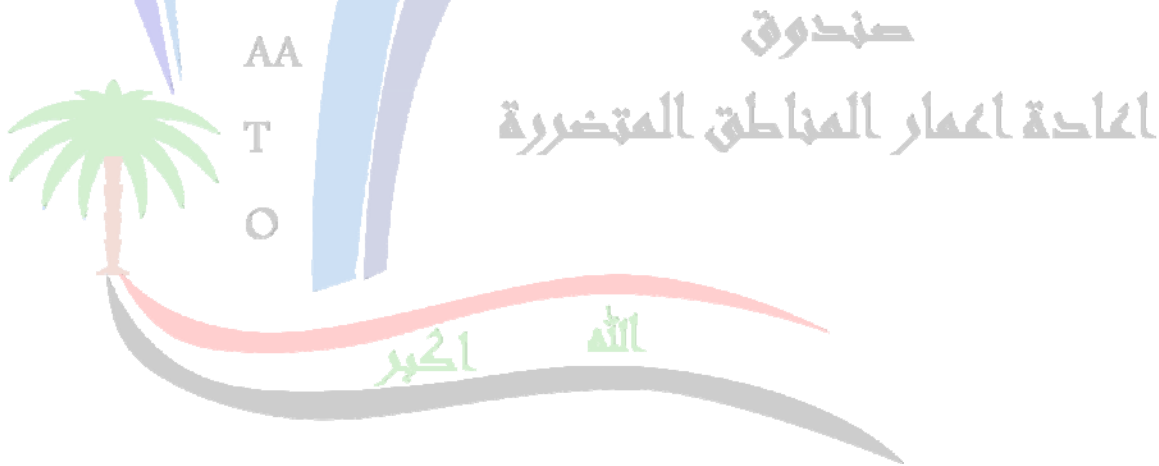 صندوق
اعادة اعمار المناطق المتضررة
AA
T
O
الله اكبر